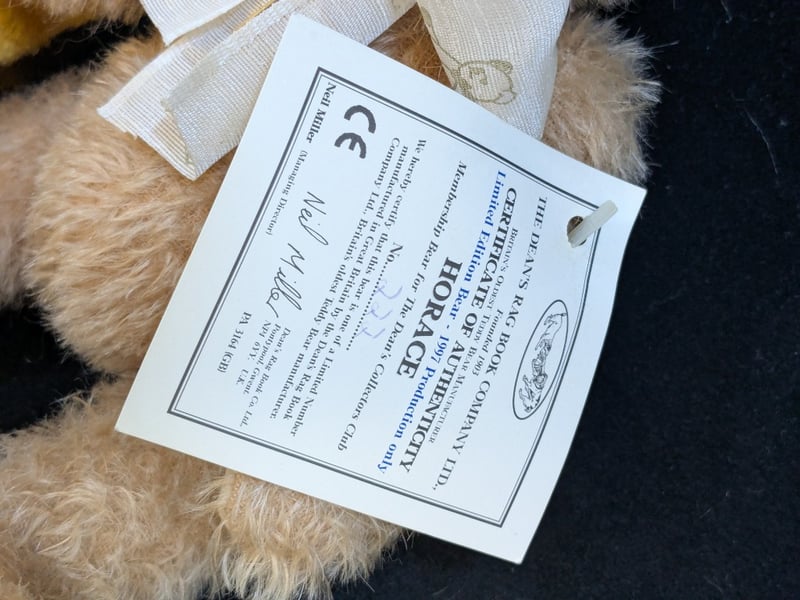 THE DEAN'S RAG BOOK COMPANY LTD.,
Founded 1903
BRITAIN'S OLDEST TEDDY BEAR MANUFACTURER
CERTIFICATE OF AUTHENTICITY
Limited Edition Bear - 1997 Production only
HORACE
Membership Bear for The Dean's Collectors Club
No.
We hereby certify that this bear is one of a Limited Number
manufactured in Great Britain by the Dean's Rag Book
Company Ltd. Britain's oldest Teddy Bear manufacturer.
CE
Neil Miller
Neil Miller (Managing Director)
Dean's Rag Book Co. Ltd.
Pontypool, Gwent.
NP4 6YY. U.K.
PA 3164 (GB)